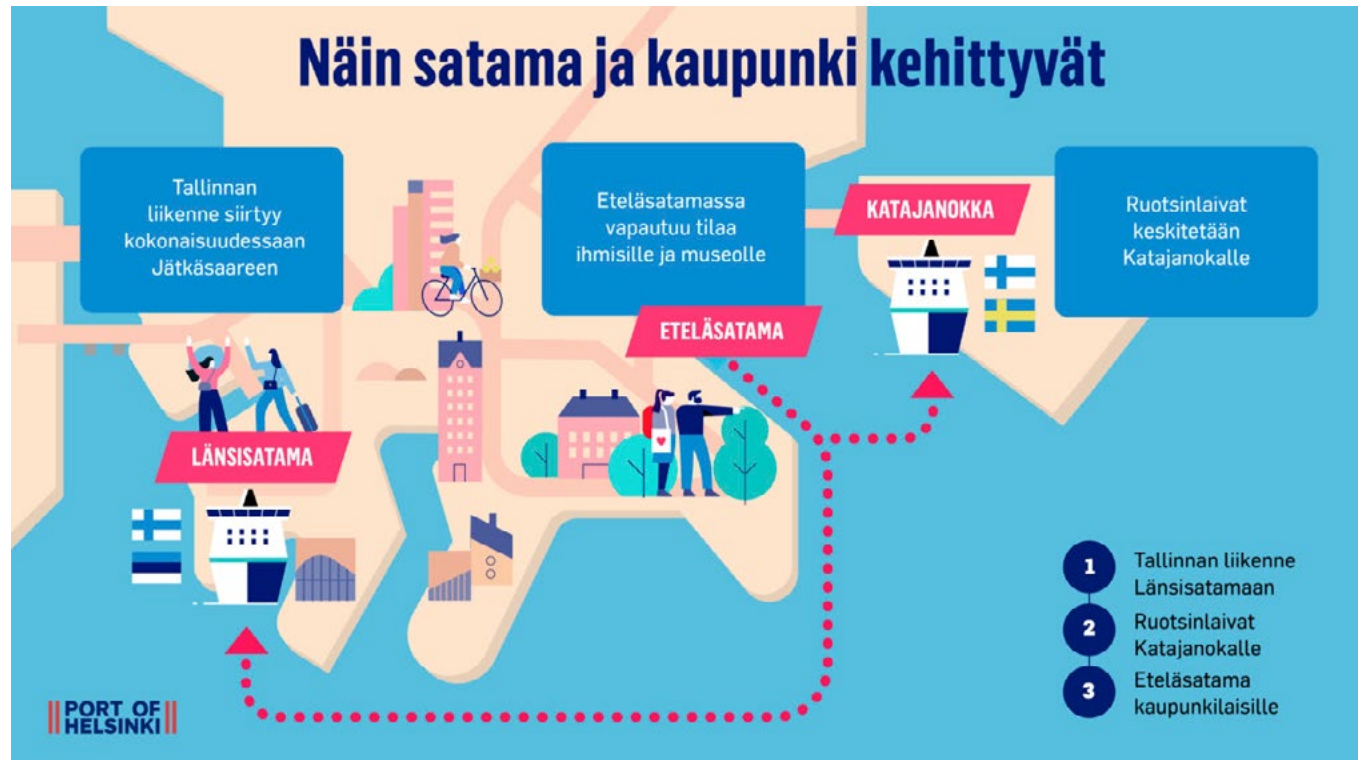 Näin satama ja kaupunki kehittyvät
Tallinnan
liikenne siirtyy
kokonaisuudessaan
Jätkäsaareen
Eteläsatamassa
vapautuu tilaa
ihmisille ja museolle
KATAJANOKKA
Ruotsinlaivat
keskitetään
Katajanokalle
ETELÄSATAMA
LÄNSISATAMA
1
Tallinnan liikenne
Länsisatamaan
2
Ruotsinlaivat
Katajanokalle
3
Eteläsatama
kaupunkilaisille
PORT OF
HELSINKI